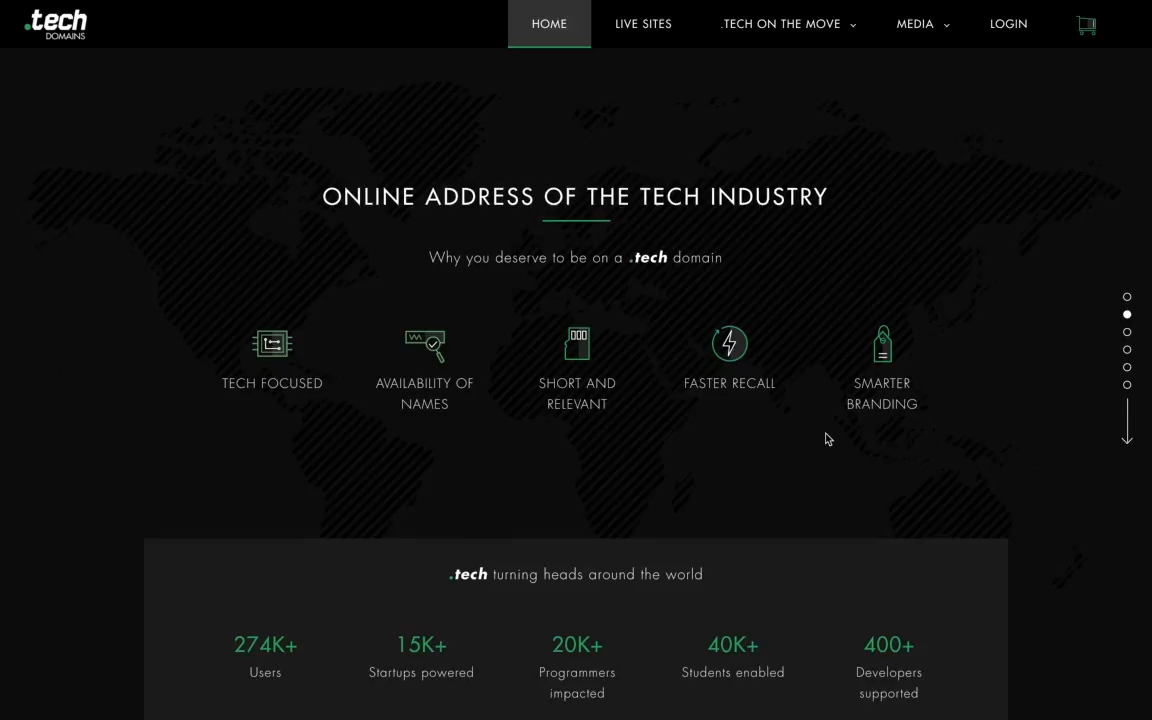 .tech
DOMAINS
HOME
LIVE SITES
.TECH ON THE MOVE
MEDIA
LOGIN
ONLINE ADDRESS OF THE TECH INDUSTRY
Why you deserve to be on a .tech domain
TECH FOCUSED
AVAILABILITY OF
NAMES
SHORT AND
RELEVANT
FASTER RECALL
SMARTER
BRANDING
.tech turning heads around the world
274K+
Users
15K+
Startups powered
20K+
Programmers
impacted
40K+
Students enabled
400+
Developers
supported